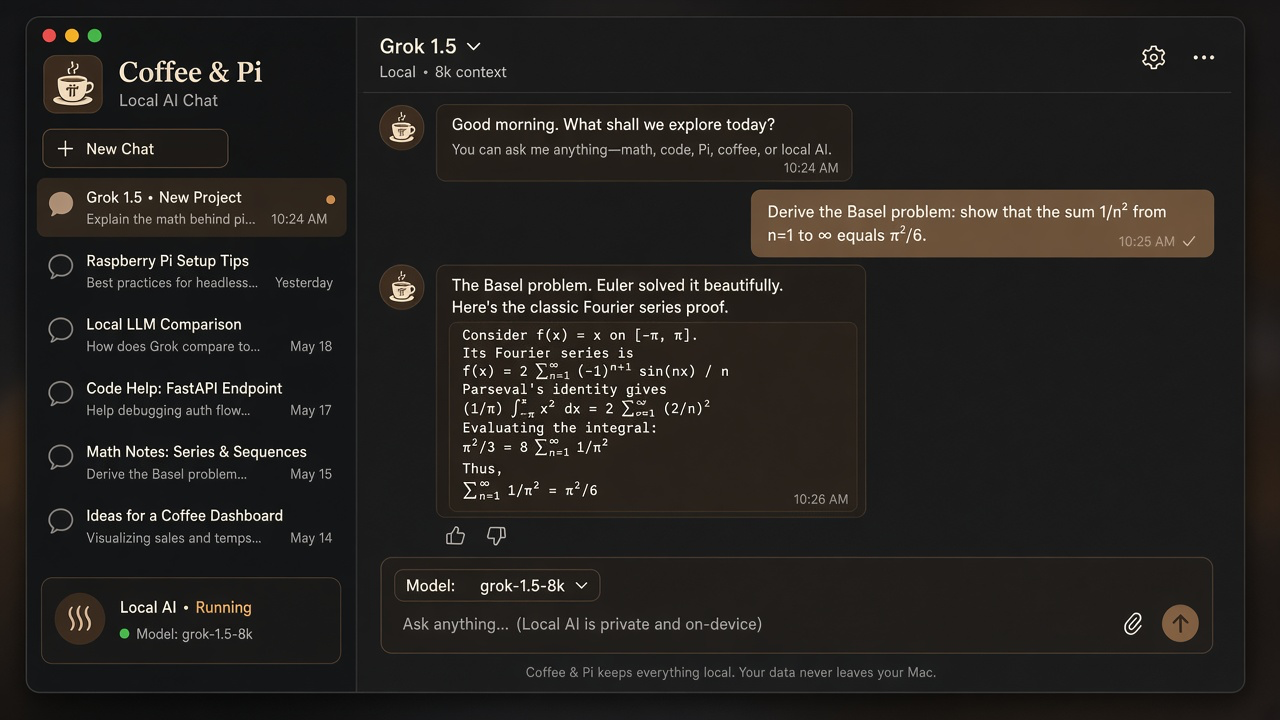 Coffee & Pi
Local AI Chat
+ New Chat
Grok 1.5 • New Project
Explain the math behind pi... 10:24 AM
Raspberry Pi Setup Tips
Best practices for headless... Yesterday
Local LLM Comparison
How does Grok compare to... May 18
Code Help: FastAPI Endpoint
Help debugging auth flow... May 17
Math Notes: Series & Sequences
Derive the Basel problem... May 15
Ideas for a Coffee Dashboard
Visualizing sales and temps... May 14
Local AI • Running
Model: grok-1.5-8k
Grok 1.5
Local • 8k context
Good morning. What shall we explore today?
You can ask me anything—math, code, Pi, coffee, or local AI.
10:24 AM
Derive the Basel problem: show that the sum 1/n² from
n=1 to ∞ equals π²/6.
10:25 AM ✓
The Basel problem. Euler solved it beautifully.
Here's the classic Fourier series proof.
Consider f(x) = x on [-π, π].
Its Fourier series is
f(x) = 2 ∑∞n=1 (-1)ⁿ⁺¹ sin(nx) / n
Parseval's identity gives
(1/π) ∫-π x² dx = 2 ∑ (2/n)²
Evaluating the integral:
π²/3 = 8 ∑∞n=1 1/π²
Thus,
∑∞n=1 1/π² = π²/6
10:26 AM
Model: grok-1.5-8k
Ask anything... (Local AI is private and on-device)
Coffee & Pi keeps everything local. Your data never leaves your Mac.